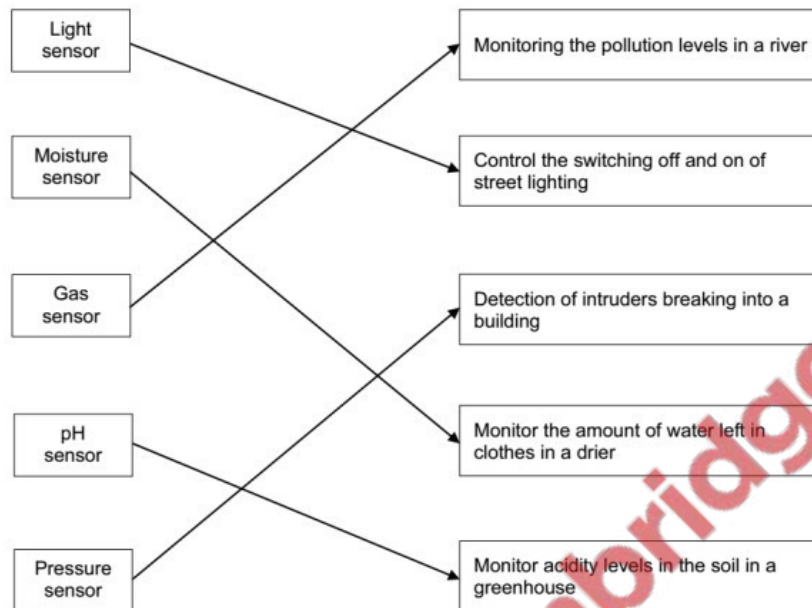 Light
sensor
Monitoring the pollution levels in a river
Moisture
sensor
Control the switching off and on of
street lighting
Gas
sensor
Detection of intruders breaking into a
building
pH
sensor
Monitor the amount of water left in
clothes in a drier
Pressure
sensor
Monitor acidity levels in the soil in a
greenhouse
bridge